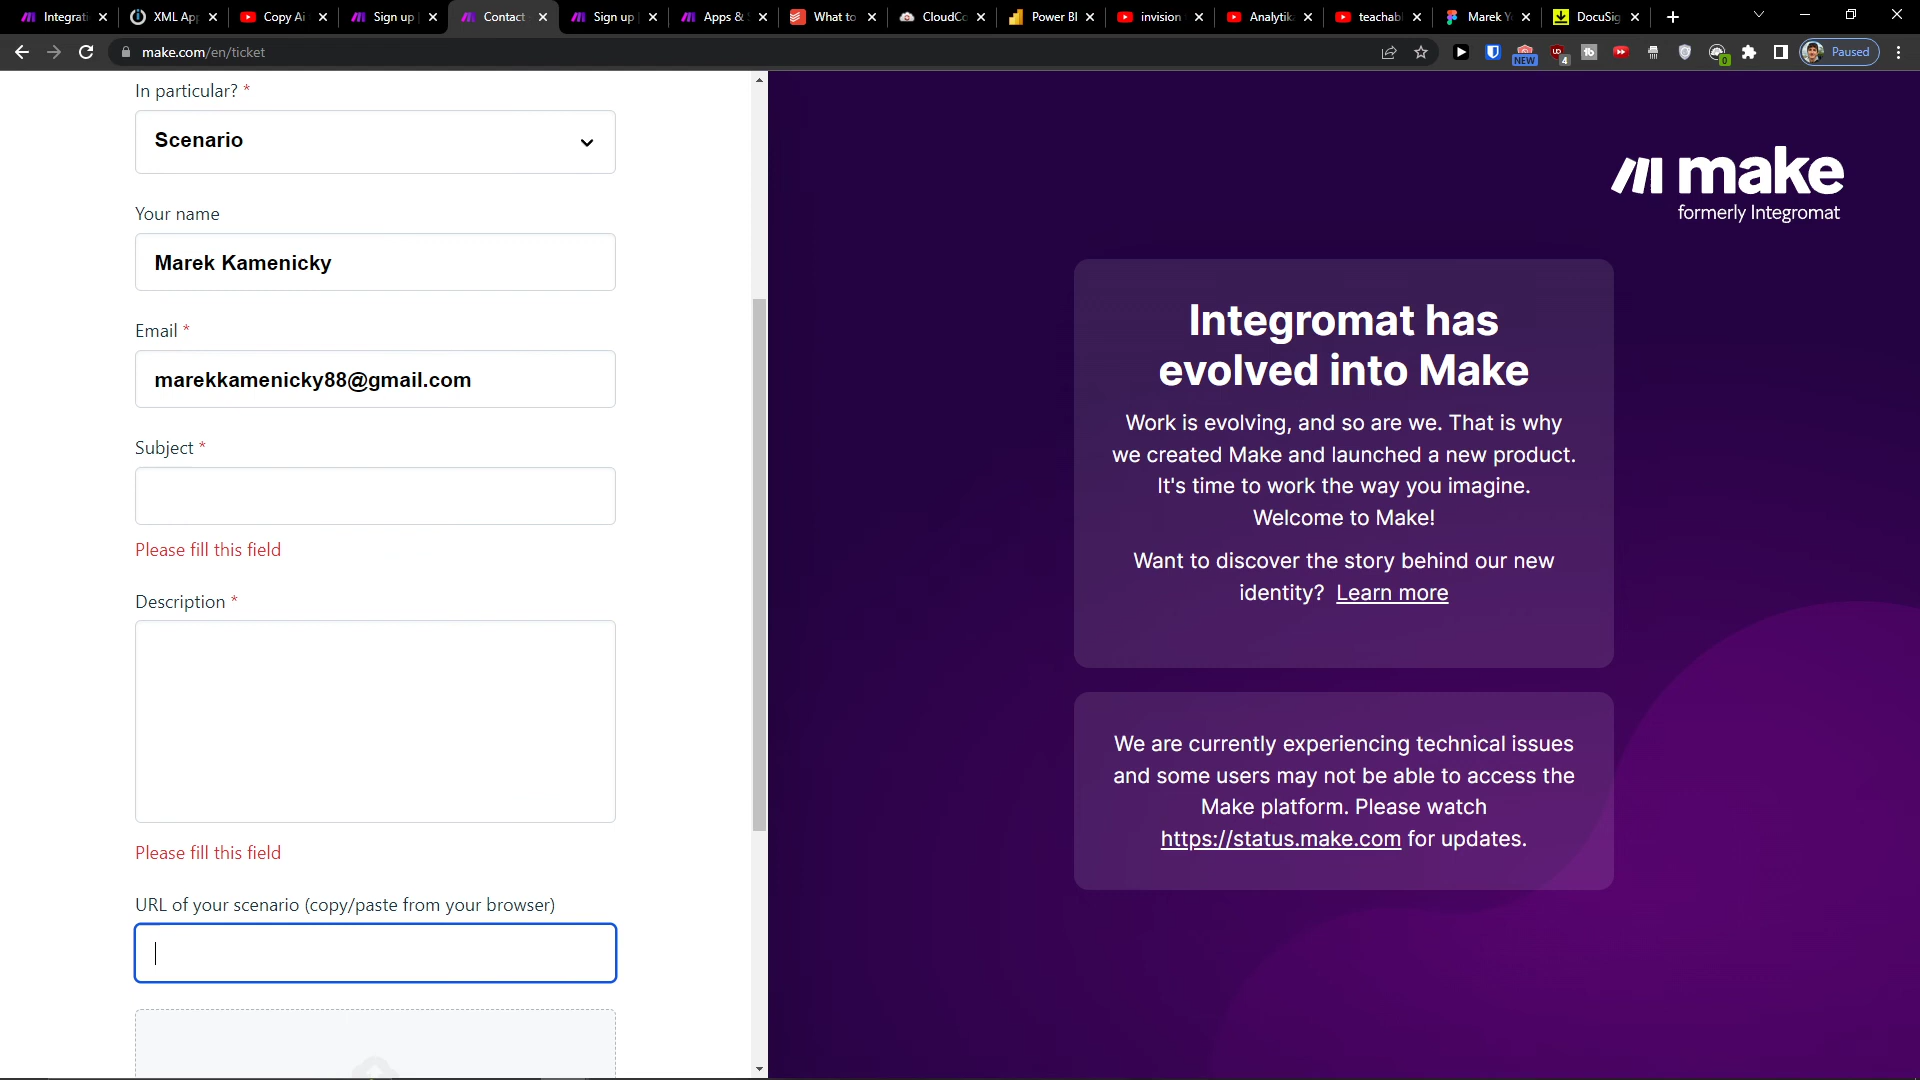 Integrati
XML Ap
Copy Ai
Sign up
Contact
Sign up
Apps &
What to
CloudCo
Power BI
invision
Analytik
teachabl
Marek Y
DocuSig
make.com/en/ticket
NEW
4
0
Paused
In particular? *
Scenario
Your name
Marek Kamenicky
Email *
marekkamenicky88@gmail.com
Subject *
Please fill this field
Description *
Please fill this field
URL of your scenario (copy/paste from your browser)
make
formerly Integromat
Integromat has
evolved into Make
Work is evolving, and so are we. That is why
we created Make and launched a new product.
It's time to work the way you imagine.
Welcome to Make!
Want to discover the story behind our new
identity? Learn more
We are currently experiencing technical issues
and some users may not be able to access the
Make platform. Please watch
https://status.make.com for updates.